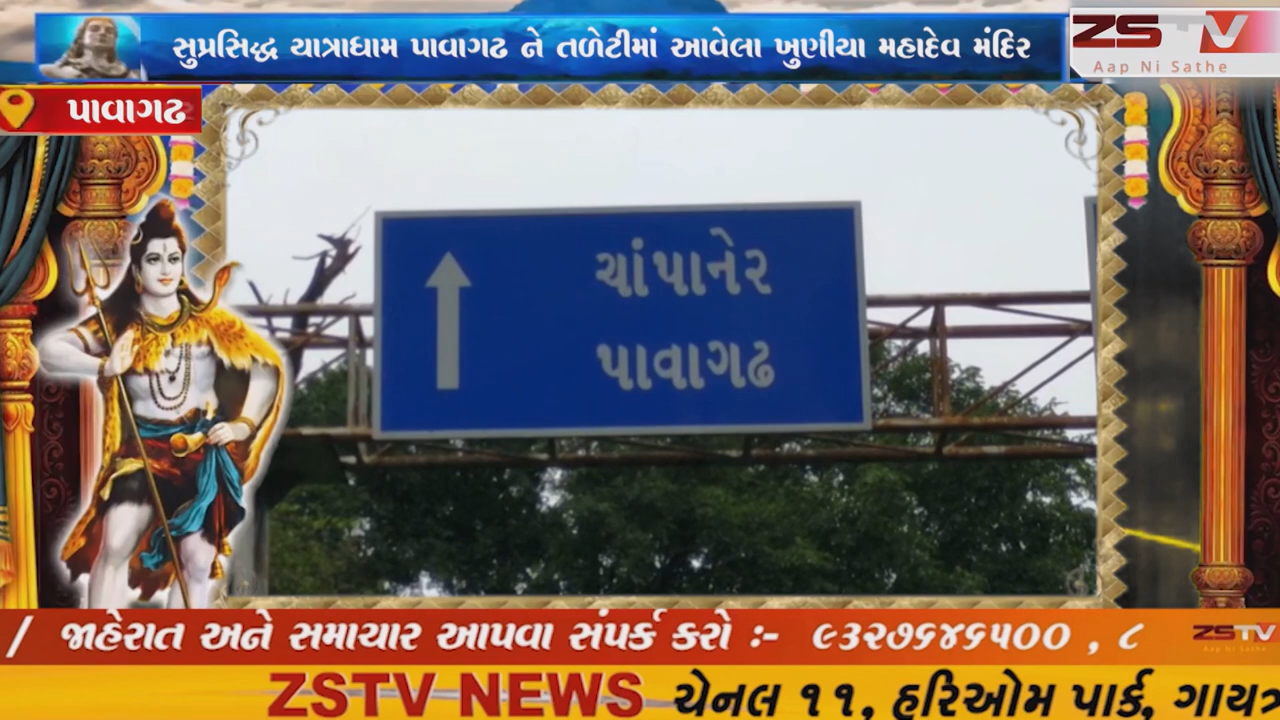 સુપ્રસિદ્ધ યાત્રાધામ પાવાગઢ ને તળેટીમાં આવેલા ખુણીયા મહાદેવ મંદિર
ZSTV
Aap Ni Sathe
પાવાગઢ
ચાંપાનેર
પાવાગઢ
/ જાહેરાત અને સમાચાર આપવા સંપર્ક કરો :- ૯૩૨૭૬૪૬૫૦૦ , ૮
ZSTV
Aap Ni Sathe
ZSTV NEWS ચેનલ ૧૧, હરિઓમ પાર્ક, ગાયત્ર